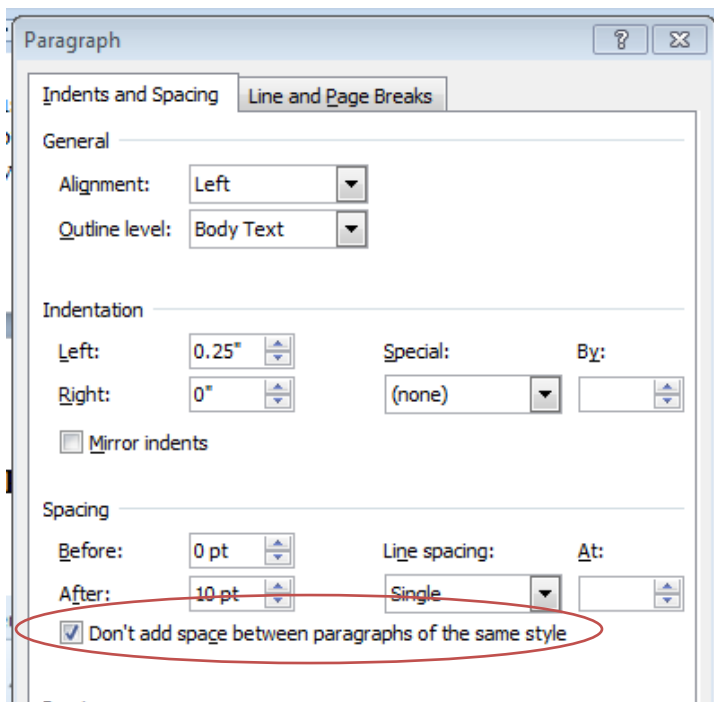 Paragraph
Indents and Spacing Line and Page Breaks
General
Alignment: Left
Outline level: Body Text
Indentation
Left: 0.25" Special: By:
Right: 0" (none)
Mirror indents
Spacing
Before: 0 pt Line spacing: At:
After: 10 pt Single
Don't add space between paragraphs of the same style